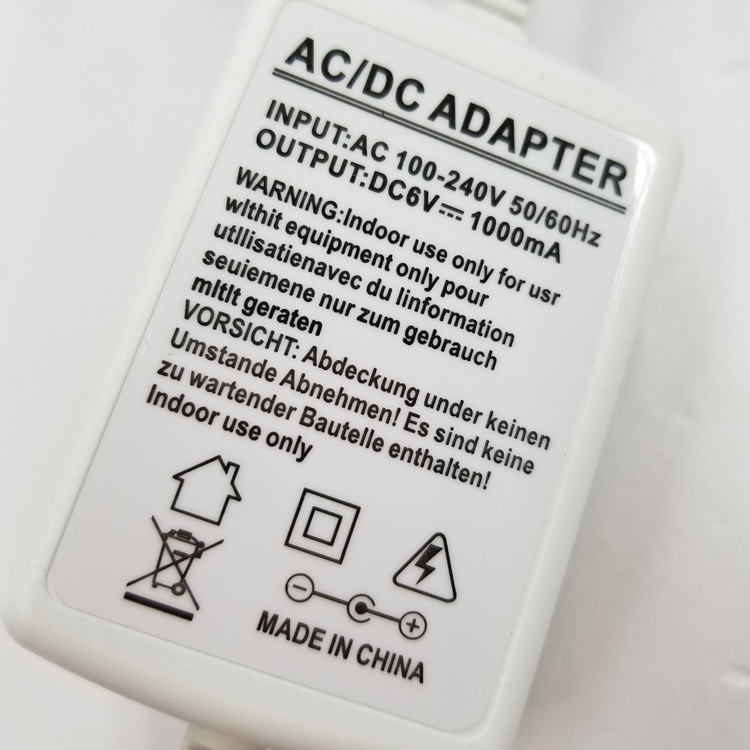 AC/DC ADAPTER
INPUT:AC 100-240V 50/60Hz
OUTPUT:DC6V⎓ 1000mA
WARNING:Indoor use only for usr
wlthit equipment only pour
utllisatienavec du linformation
seuiemene nur zum gebrauch
mltlt geraten
VORSICHT: Abdeckung under keinen
Umstande Abnehmen! Es sind keine
zu wartender Bautelle enthalten!
Indoor use only
− +
MADE IN CHINA